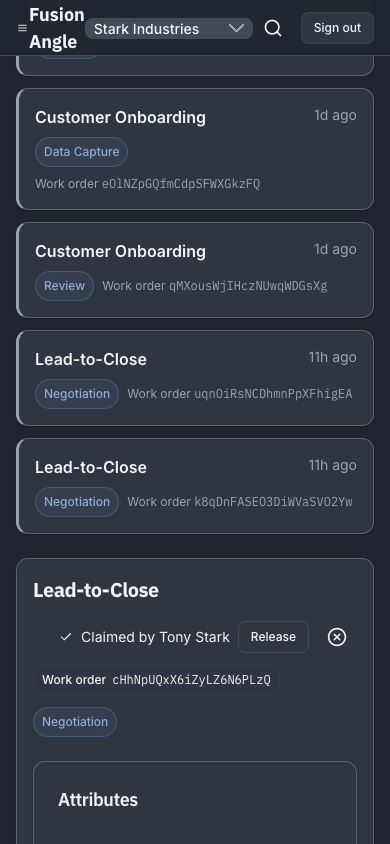 Fusion
Angle
Stark Industries
Sign out
Customer Onboarding
1d ago
Data Capture
Work order eOlNZpGQfmCdpSFWXGkzFQ
Customer Onboarding
1d ago
Review
Work order qMXousWjIHczNUwqWDGsXg
Lead-to-Close
11h ago
Negotiation
Work order uqnOiRsNCDhmnPpXFhigEA
Lead-to-Close
11h ago
Negotiation
Work order k8qDnFASEO3DiWVaSVO2Yw
Lead-to-Close
Claimed by Tony Stark
Release
Work order cHhNpUQxX6iZyLZ6N6PLzQ
Negotiation
Attributes